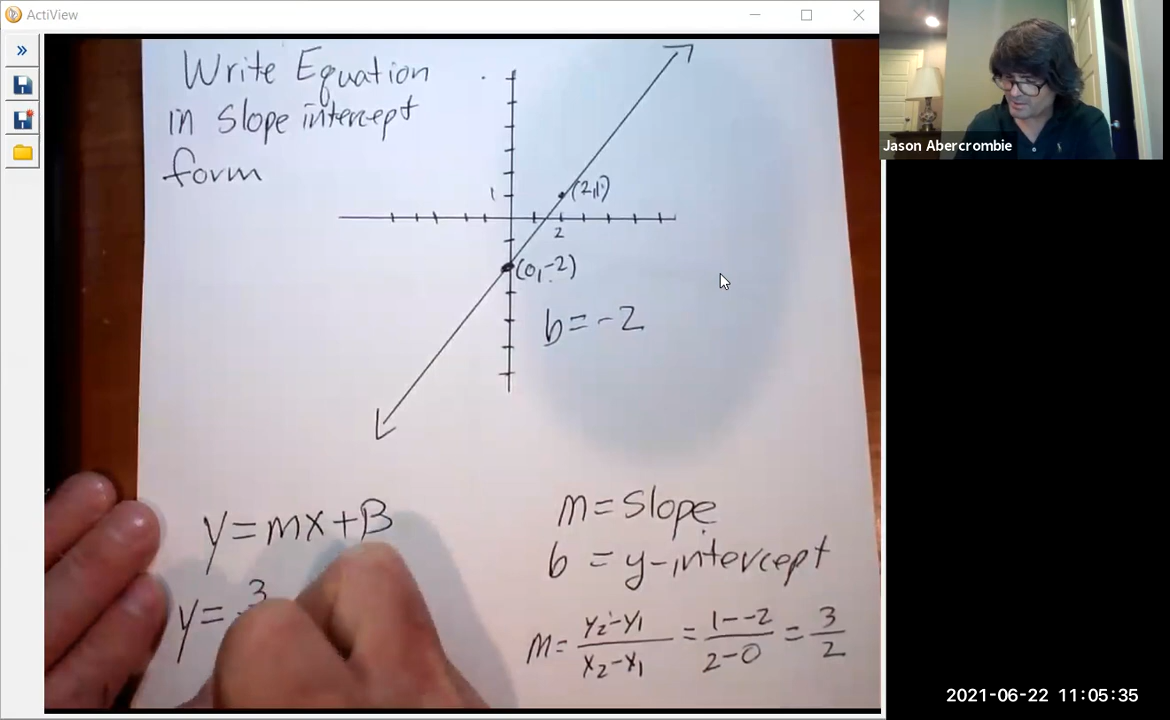 ActiView
Write Equation
in slope intercept
form
1
(2,1)
2
(0,-2)
b=-2
y=mx+B
y=3
m=Slope
b=y-intercept
m=y₂-y₁/x₂-x₁=1--2/2-0=3/2
Jason Abercrombie
2021-06-22 11:05:35